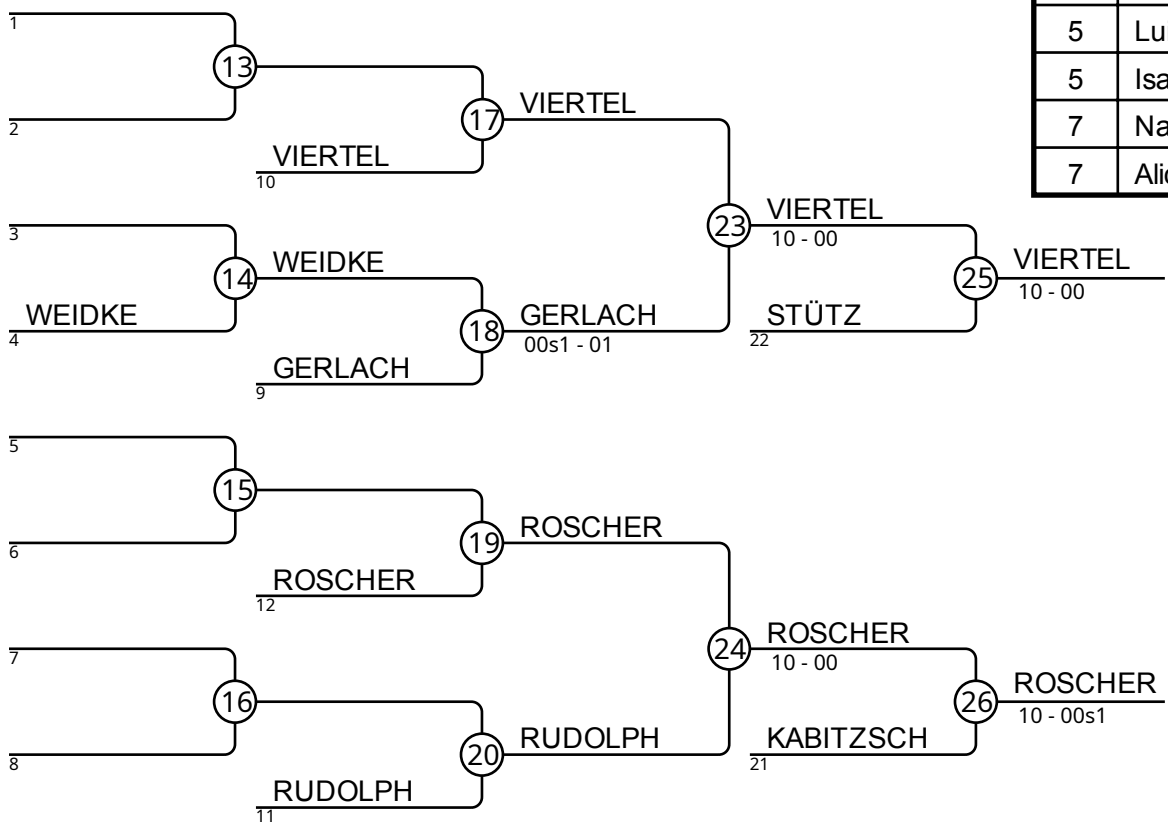 1
5
13
5
2
VIERTEL
17
7
VIERTEL
7
10
3
VIERTEL
23
10 - 00
WEIDKE
14
VIERTEL
25
10 - 00
WEIDKE
4
GERLACH
18
00s1 - 01
STÜTZ
22
GERLACH
9
5
15
6
ROSCHER
19
ROSCHER
12
7
ROSCHER
24
10 - 00
16
ROSCHER
26
10 - 00s1
8
RUDOLPH
20
KABITZSCH
21
RUDOLPH
11